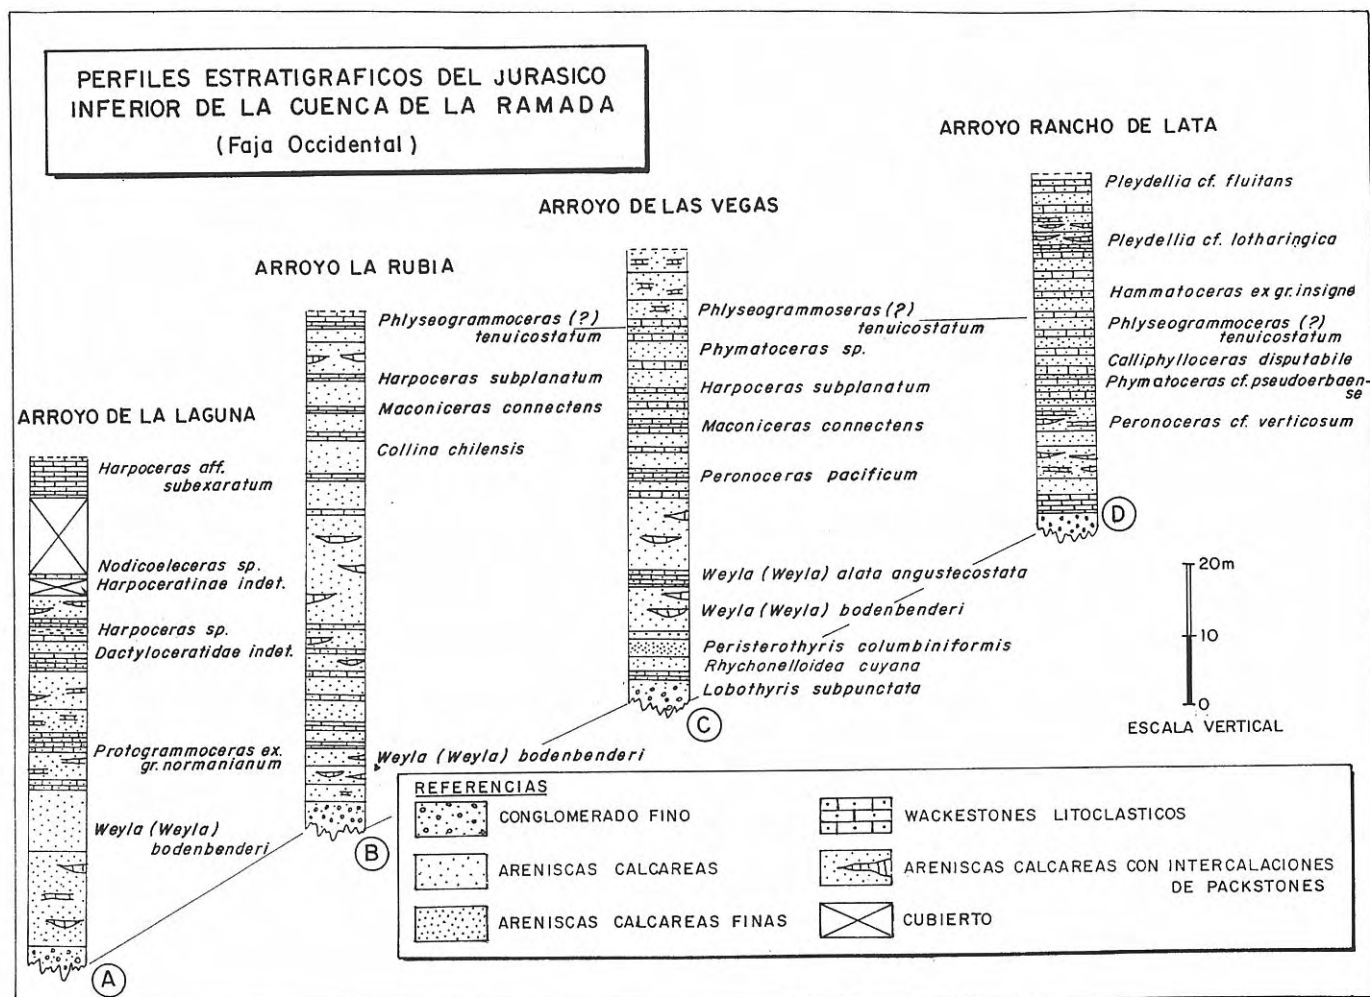 PERFILES ESTRATIGRAFICOS DEL JURASICO
INFERIOR DE LA CUENCA DE LA RAMADA
(Faja Occidental)
ARROYO DE LA LAGUNA
Harpoceras aff.
subexaratum
Nodicoeleceras sp.
Harpoceratinae indet.
Harpoceras sp.
Dactyloceratidae indet.
Protogrammoceras ex.
gr. normanianum
Weyla (Weyla)
bodenbenderi
A
ARROYO LA RUBIA
Phlyseogrammoceras (?)
tenuicostatum
Harpoceras subplanatum
Maconiceras connectens
Collina chilensis
Weyla (Weyla) bodenbenderi
B
ARROYO DE LAS VEGAS
Phlyseogrammoseras (?)
tenuicostatum
Phymatoceras sp.
Harpoceras subplanatum
Maconiceras connectens
Peronoceras pacificum
Weyla (Weyla) alata angustecostata
Weyla (Weyla) bodenbenderi
Peristerothyris columbiniformis
Rhychonelloidea cuyana
Lobothyris subpunctata
C
ARROYO RANCHO DE LATA
Pleydellia cf. fluitans
Pleydellia cf. lotharingica
Hammatoceras ex gr. insigne
Phlyseogrammoceras (?)
tenuicostatum
Calliphylloceras disputabile
Phymatoceras cf. pseudoerbaen-
se
Peronoceras cf. verticosum
D
20m
10
0
ESCALA VERTICAL
REFERENCIAS
CONGLOMERADO FINO
ARENISCAS CALCAREAS
ARENISCAS CALCAREAS FINAS
WACKESTONES LITOCLASTICOS
ARENISCAS CALCAREAS CON INTERCALACIONES
DE PACKSTONES
CUBIERTO